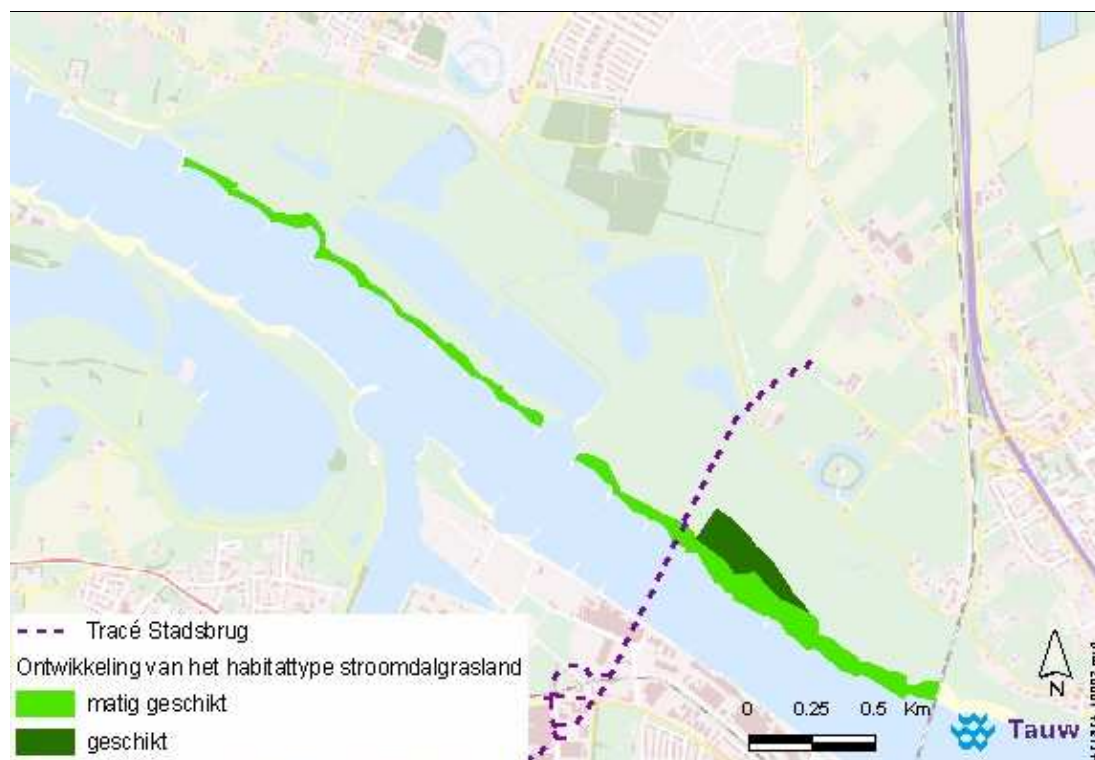 Tracé Stadsbrug
Ontwikkeling van het habitattype stroomdalgrasland
matig geschikt
geschikt
0 0.25 0.5 Km
N
Tauw